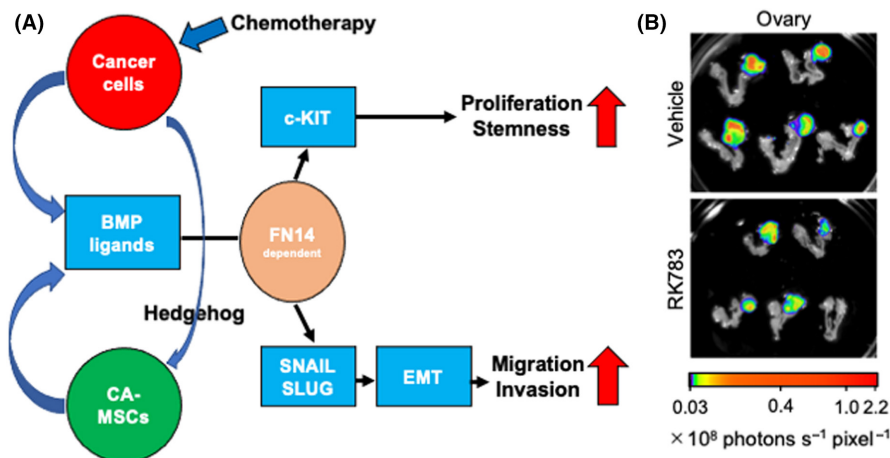 (A)
Chemotherapy
Cancer
cells
c-KIT
Proliferation
Stemness
BMP
ligands
FN14
dependent
Hedgehog
CA-
MSCs
SNAIL
SLUG
EMT
Migration
Invasion
(B)
Ovary
Vehicle
RK783
0.03 0.4 1.0 2.2
× 10⁸ photons s⁻¹ pixel⁻¹